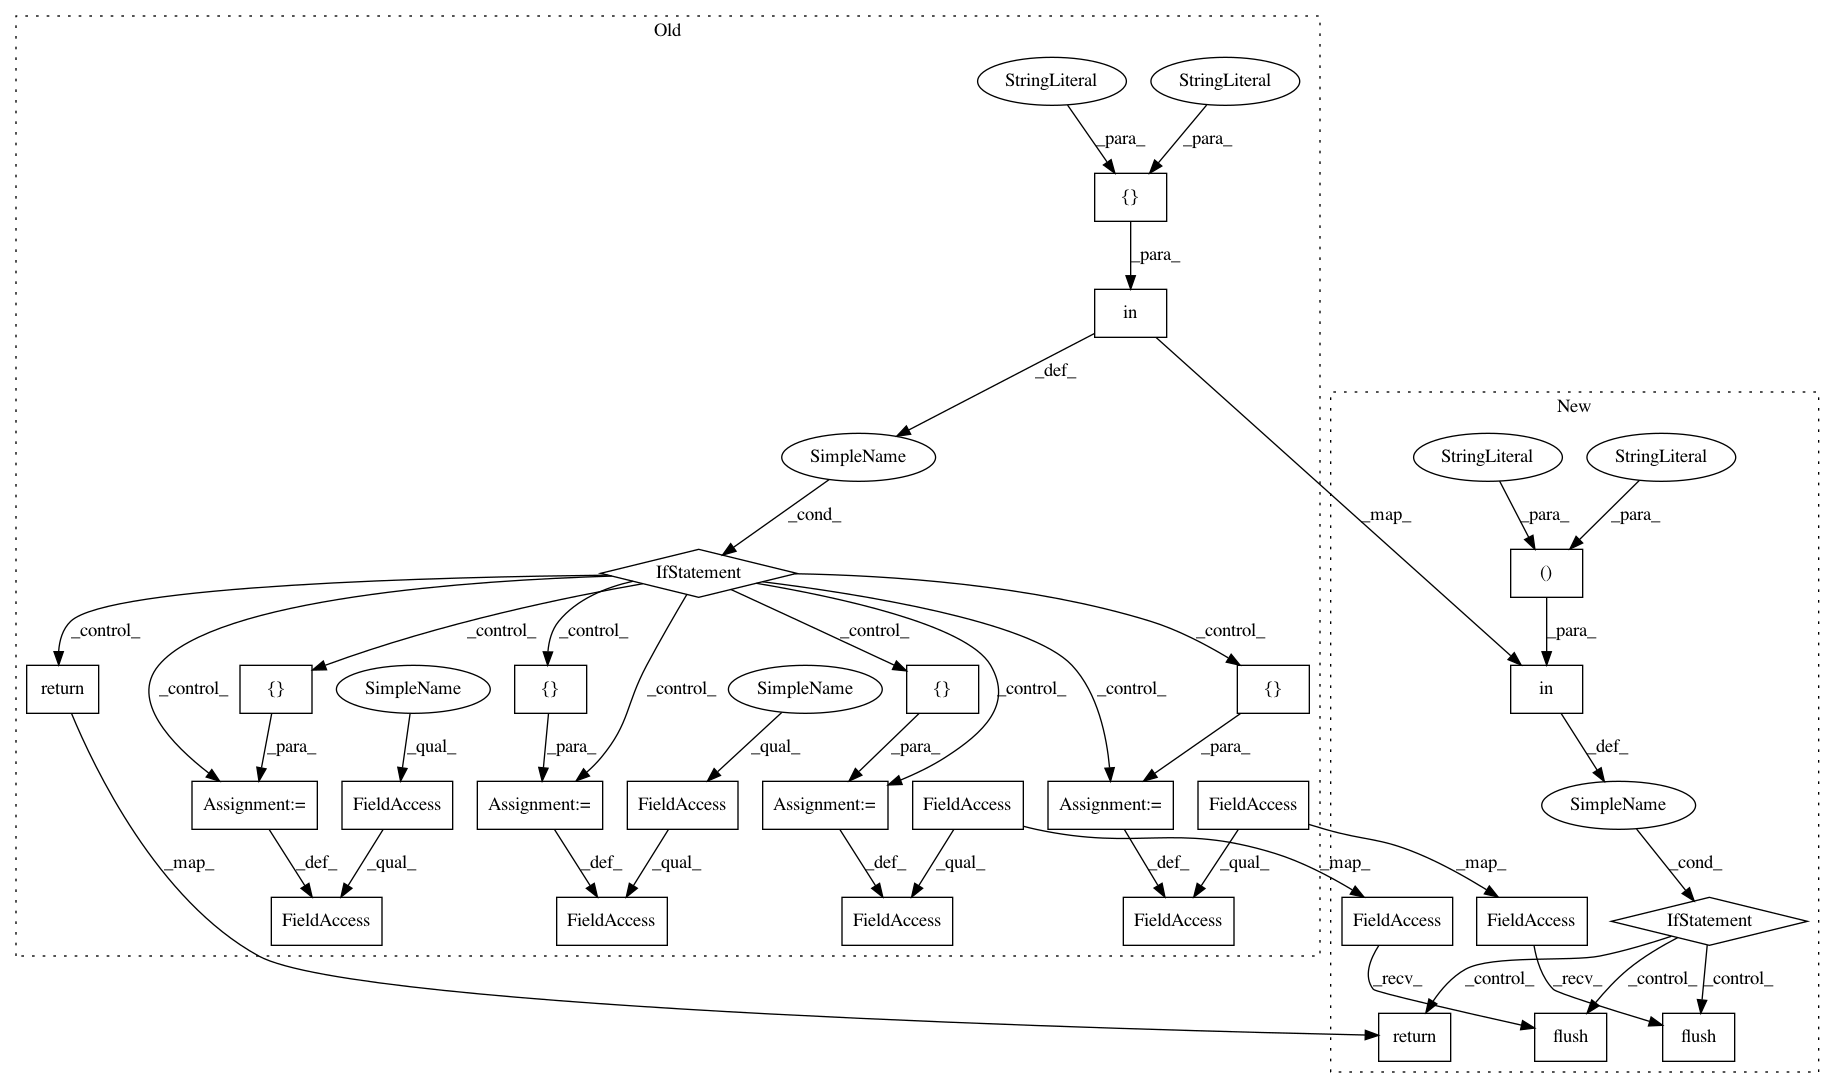 Old
StringLiteral
StringLiteral
_para_
_para_
{}
_para_
in
_def_
New
SimpleName
StringLiteral
StringLiteral
_cond_
_map_
_para_
_para_
IfStatement
()
_control_
_control_
_control_
_control_
_control_
_para_
return
_control_
{}
SimpleName
{}
_control_
SimpleName
{}
_control_
_control_
{}
in
_para_
_qual_
_para_
_qual_
_para_
_para_
_def_
Assignment:=
FieldAccess
Assignment:=
FieldAccess
Assignment:=
FieldAccess
Assignment:=
FieldAccess
SimpleName
_map_
_def_
_qual_
_def_
_qual_
_def_
_qual_
_def_
_qual_
_map_
_map_
_cond_
FieldAccess
FieldAccess
FieldAccess
FieldAccess
FieldAccess
FieldAccess
IfStatement
_recv_
_control_
_recv_
_control_
_control_
return
flush
flush